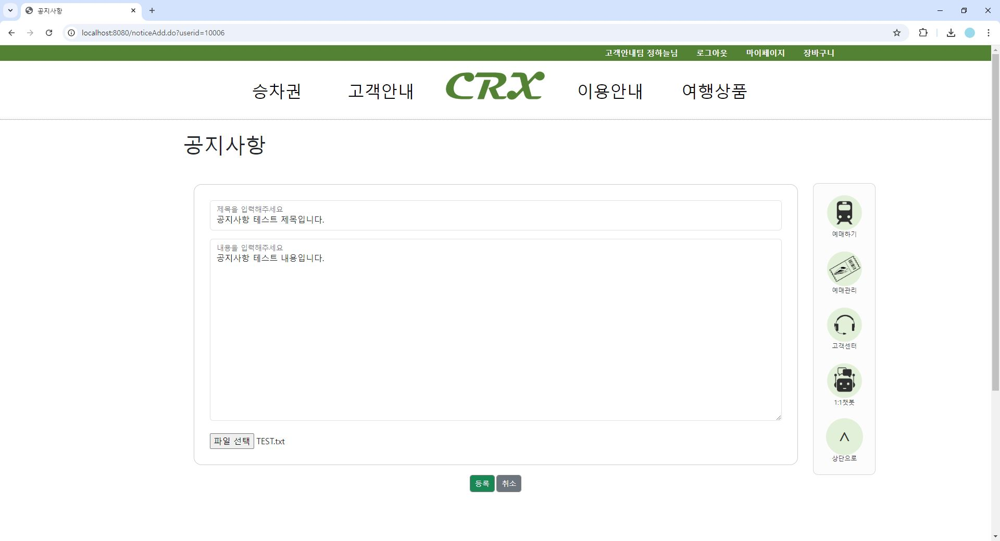 공지사항
localhost:8080/noticeAdd.do?userid=10006
고객안내팀 정하늘님 로그아웃 마이페이지 장바구니
승차권 고객안내 CRX 이용안내 여행상품
공지사항
제목을 입력해주세요
공지사항 테스트 제목입니다.
내용을 입력해주세요
공지사항 테스트 내용입니다.
파일 선택 TEST.txt
등록 취소
예매하기
예매관리
고객센터
1:1챗봇
^
상단으로